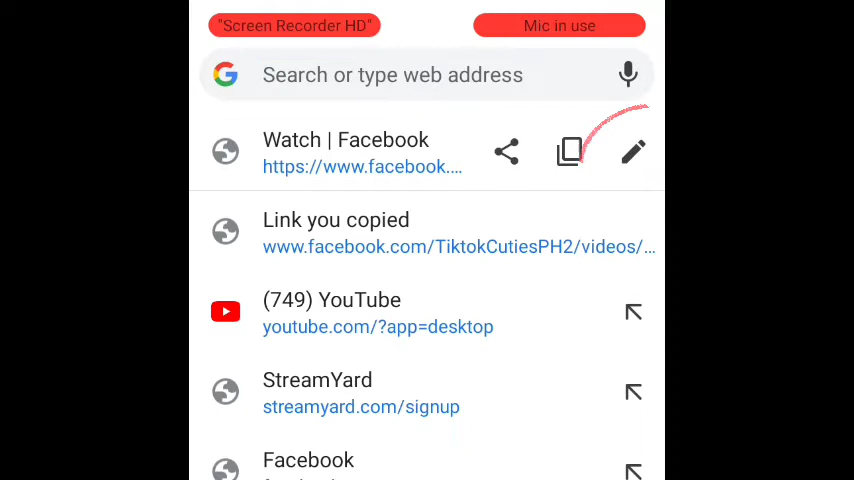 "Screen Recorder HD"
Mic in use
Search or type web address
Watch | Facebook
https://www.facebook....
Link you copied
www.facebook.com/TiktokCutiesPH2/videos/...
(749) YouTube
youtube.com/?app=desktop
StreamYard
streamyard.com/signup
Facebook